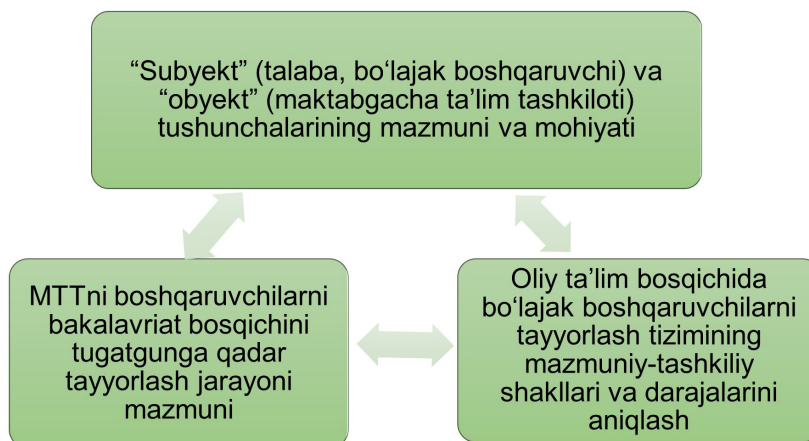 “Subyekt” (talaba, bo‘lajak boshqaruvchi) va
“obyekt” (maktabgacha ta’lim tashkiloti)
tushunchalarining mazmuni va mohiyati
MTTni boshqaruvchilarni
bakalavriat bosqichini
tugatgunga qadar
tayyorlash jarayoni
mazmuni
Oliy ta’lim bosqichida
bo‘lajak boshqaruvchilarni
tayyorlash tizimining
mazmuniy-tashkiliy
shakllari va darajalarini
aniqlash